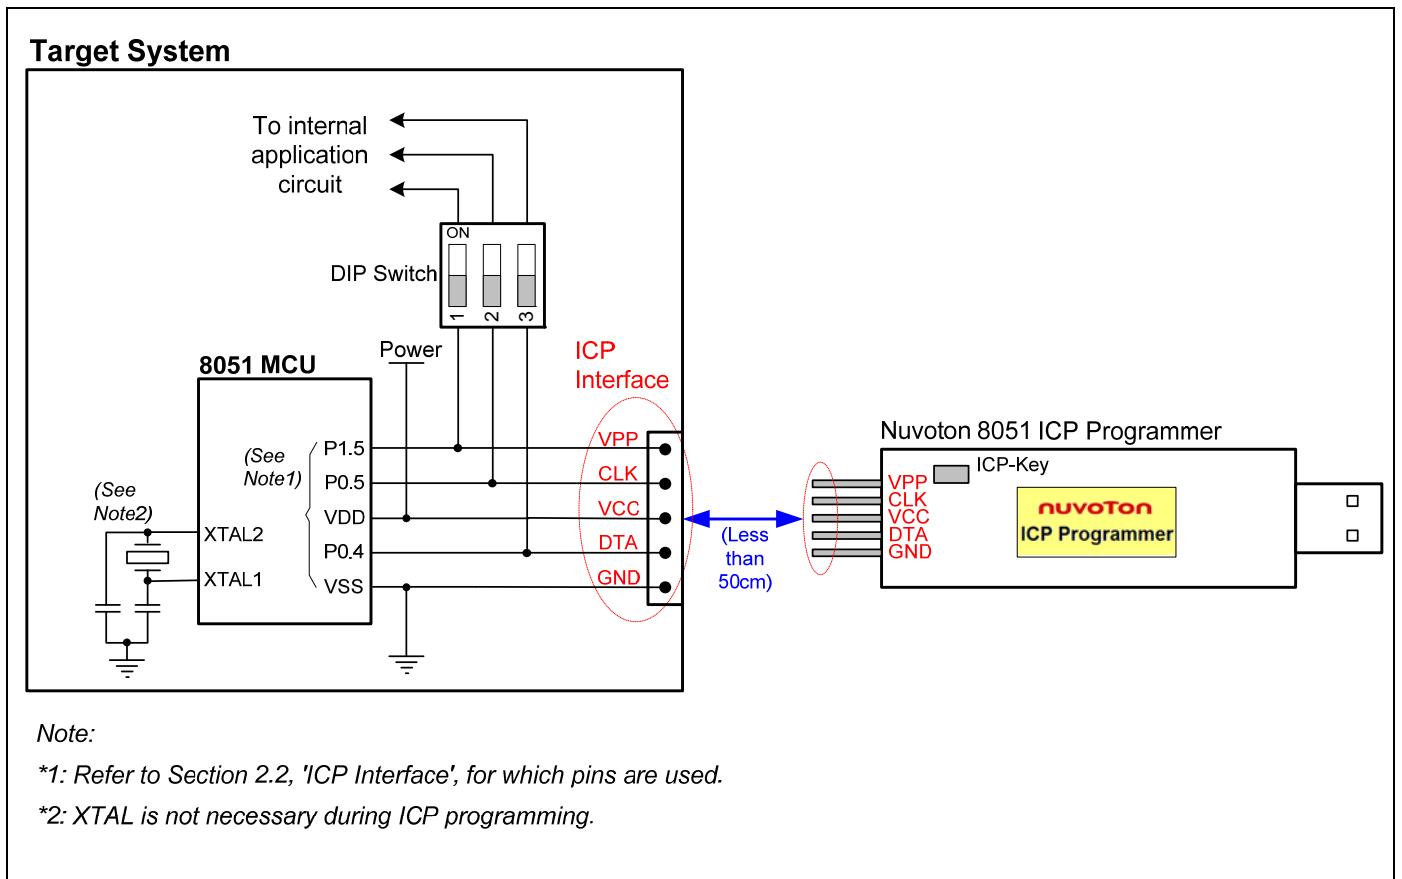 Target System
To internal
application
circuit
ON
DIP Switch
1 2 3
Power
8051 MCU
ICP
Interface
(See
Note1)
P1.5
P0.5
VDD
P0.4
VSS
VPP
CLK
VCC
DTA
GND
(See
Note2)
XTAL2
XTAL1
(Less
than
50cm)
Nuvoton 8051 ICP Programmer
ICP-Key
VPP
CLK
VCC
DTA
GND
nuvoTon
ICP Programmer
Note:
*1: Refer to Section 2.2, 'ICP Interface', for which pins are used.
*2: XTAL is not necessary during ICP programming.